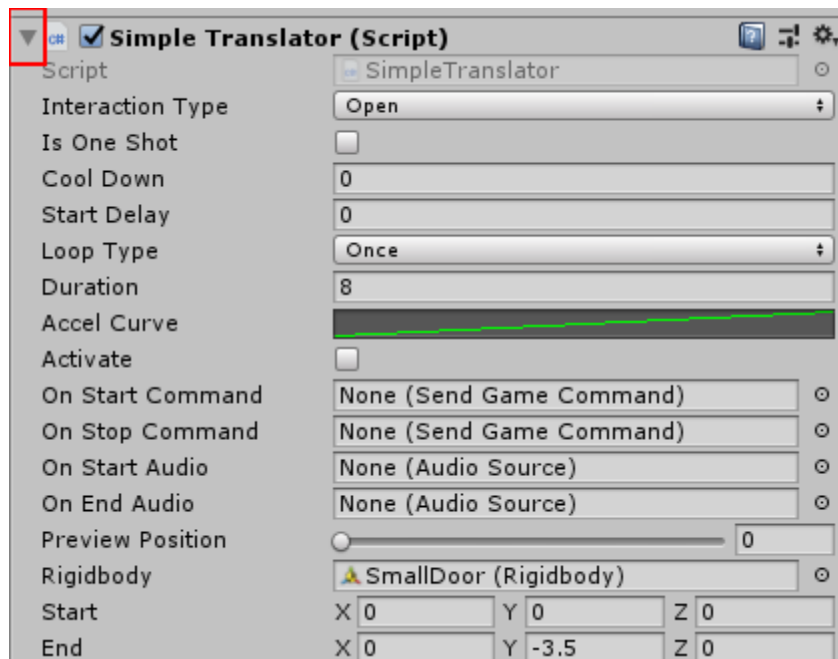 C# Simple Translator (Script)
Script C# SimpleTranslator
Interaction Type Open
Is One Shot
Cool Down 0
Start Delay 0
Loop Type Once
Duration 8
Accel Curve
Activate
On Start Command None (Send Game Command)
On Stop Command None (Send Game Command)
On Start Audio None (Audio Source)
On End Audio None (Audio Source)
Preview Position 0
Rigidbody SmallDoor (Rigidbody)
Start X 0 Y 0 Z 0
End X 0 Y -3.5 Z 0